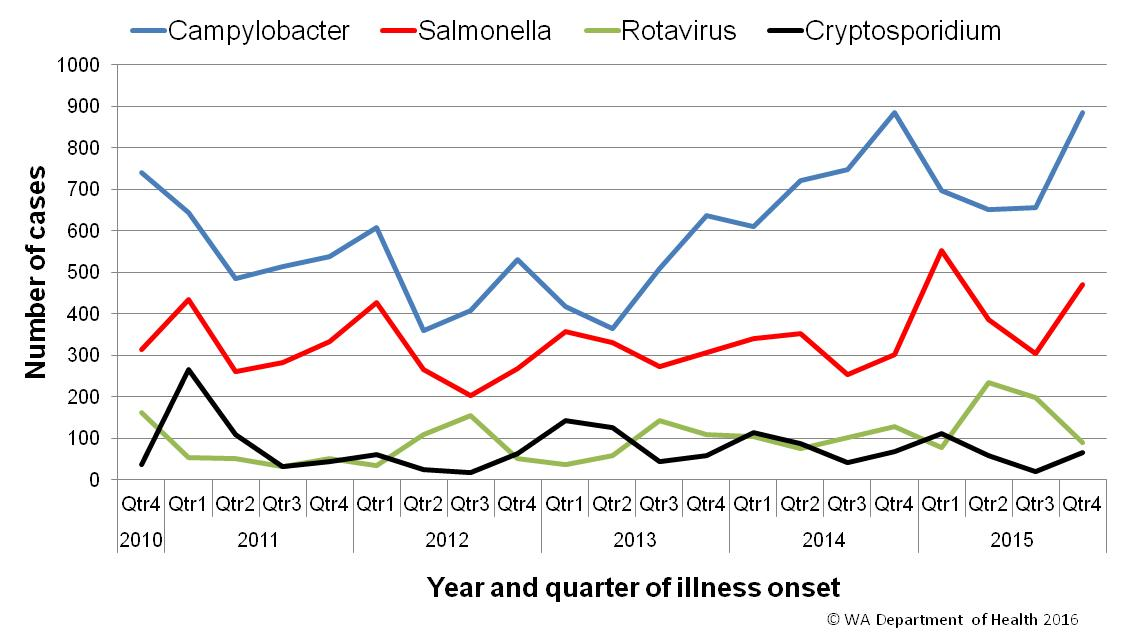 Campylobacter Salmonella Rotavirus Cryptosporidium
1000
900
800
700
600
500
400
300
200
100
0
Number of cases
Qtr4 Qtr1 Qtr2 Qtr3 Qtr4 Qtr1 Qtr2 Qtr3 Qtr4 Qtr1 Qtr2 Qtr3 Qtr4 Qtr1 Qtr2 Qtr3 Qtr4 Qtr1 Qtr2 Qtr3 Qtr4
2010 2011 2012 2013 2014 2015
Year and quarter of illness onset
© WA Department of Health 2016